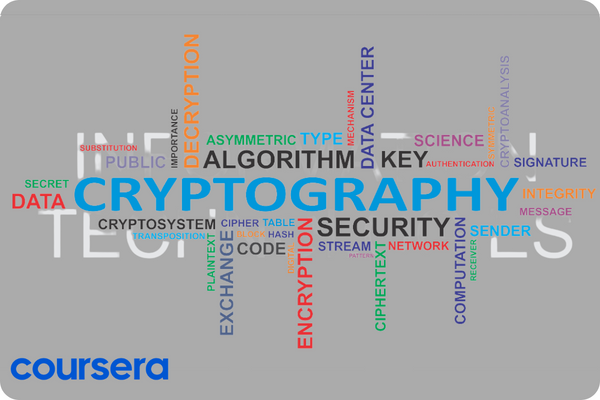 DECRYPTION
DATA CENTER
MECHANISM
CRYPTOANALYSIS
IMPORTANCE
ASYMMETRIC TYPE
SCIENCE
SUBSTITUTION
PUBLIC
ALGORITHM KEY
AUTHENTICATION
SIGNATURE
SECRET
DATA
CRYPTOGRAPHY
INTEGRITY
MESSAGE
CRYPTOSYSTEM CIPHER TABLE
SECURITY
SENDER
TRANSPOSITION
HASH
PLAINTEXT
EXCHANGE
CODE
ENCRYPTION
STREAM
PATTERN
CIPHERTEXT
NETWORK
COMPUTATION
RECEIVER
coursera